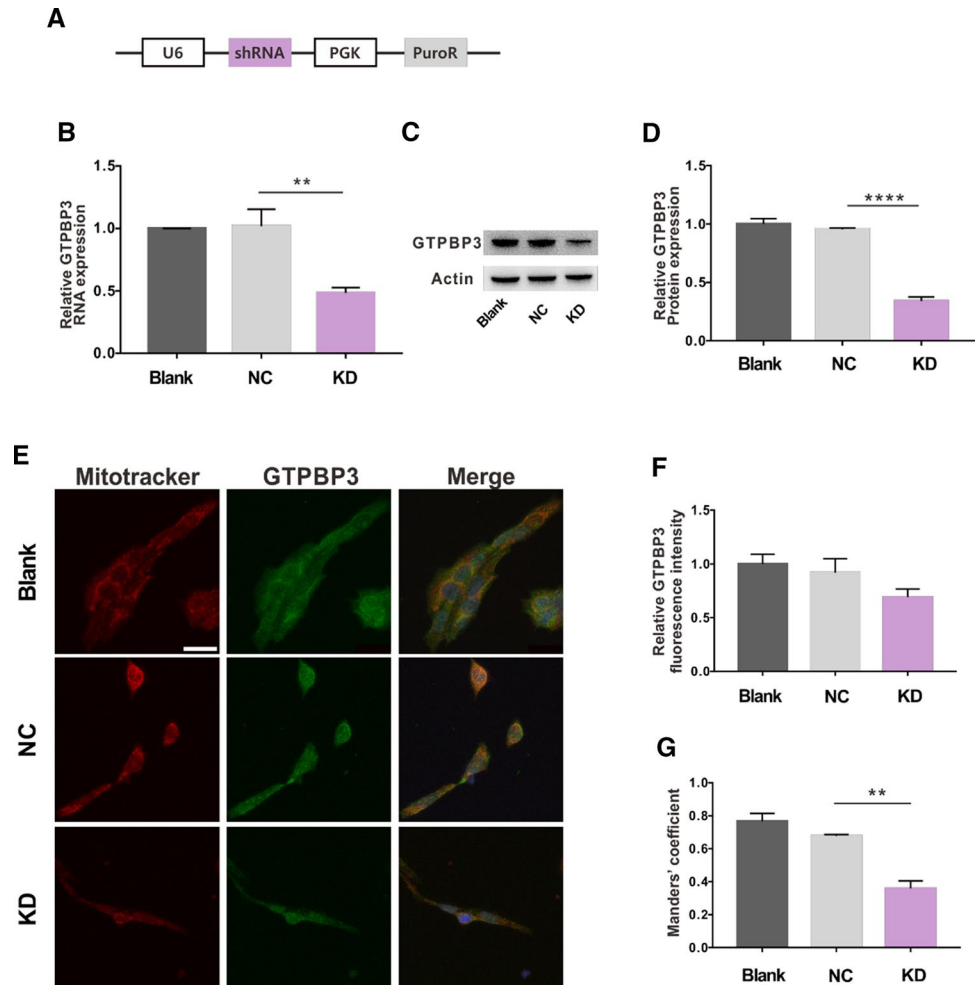 A
U6 shRNA PGK PuroR
B
Relative GTPBP3
RNA expression
1.5
1.0
0.5
0.0
**
Blank NC KD
C
GTPBP3
Actin
Blank NC KD
D
Relative GTPBP3
Protein expression
1.5
1.0
0.5
0.0
****
Blank NC KD
E
Mitotracker GTPBP3 Merge
Blank
NC
KD
F
Relative GTPBP3
fluorescence intensity
1.5
1.0
0.5
0.0
Blank NC KD
G
Manders' coefficient
1.0
0.8
0.6
0.4
0.2
0.0
**
Blank NC KD